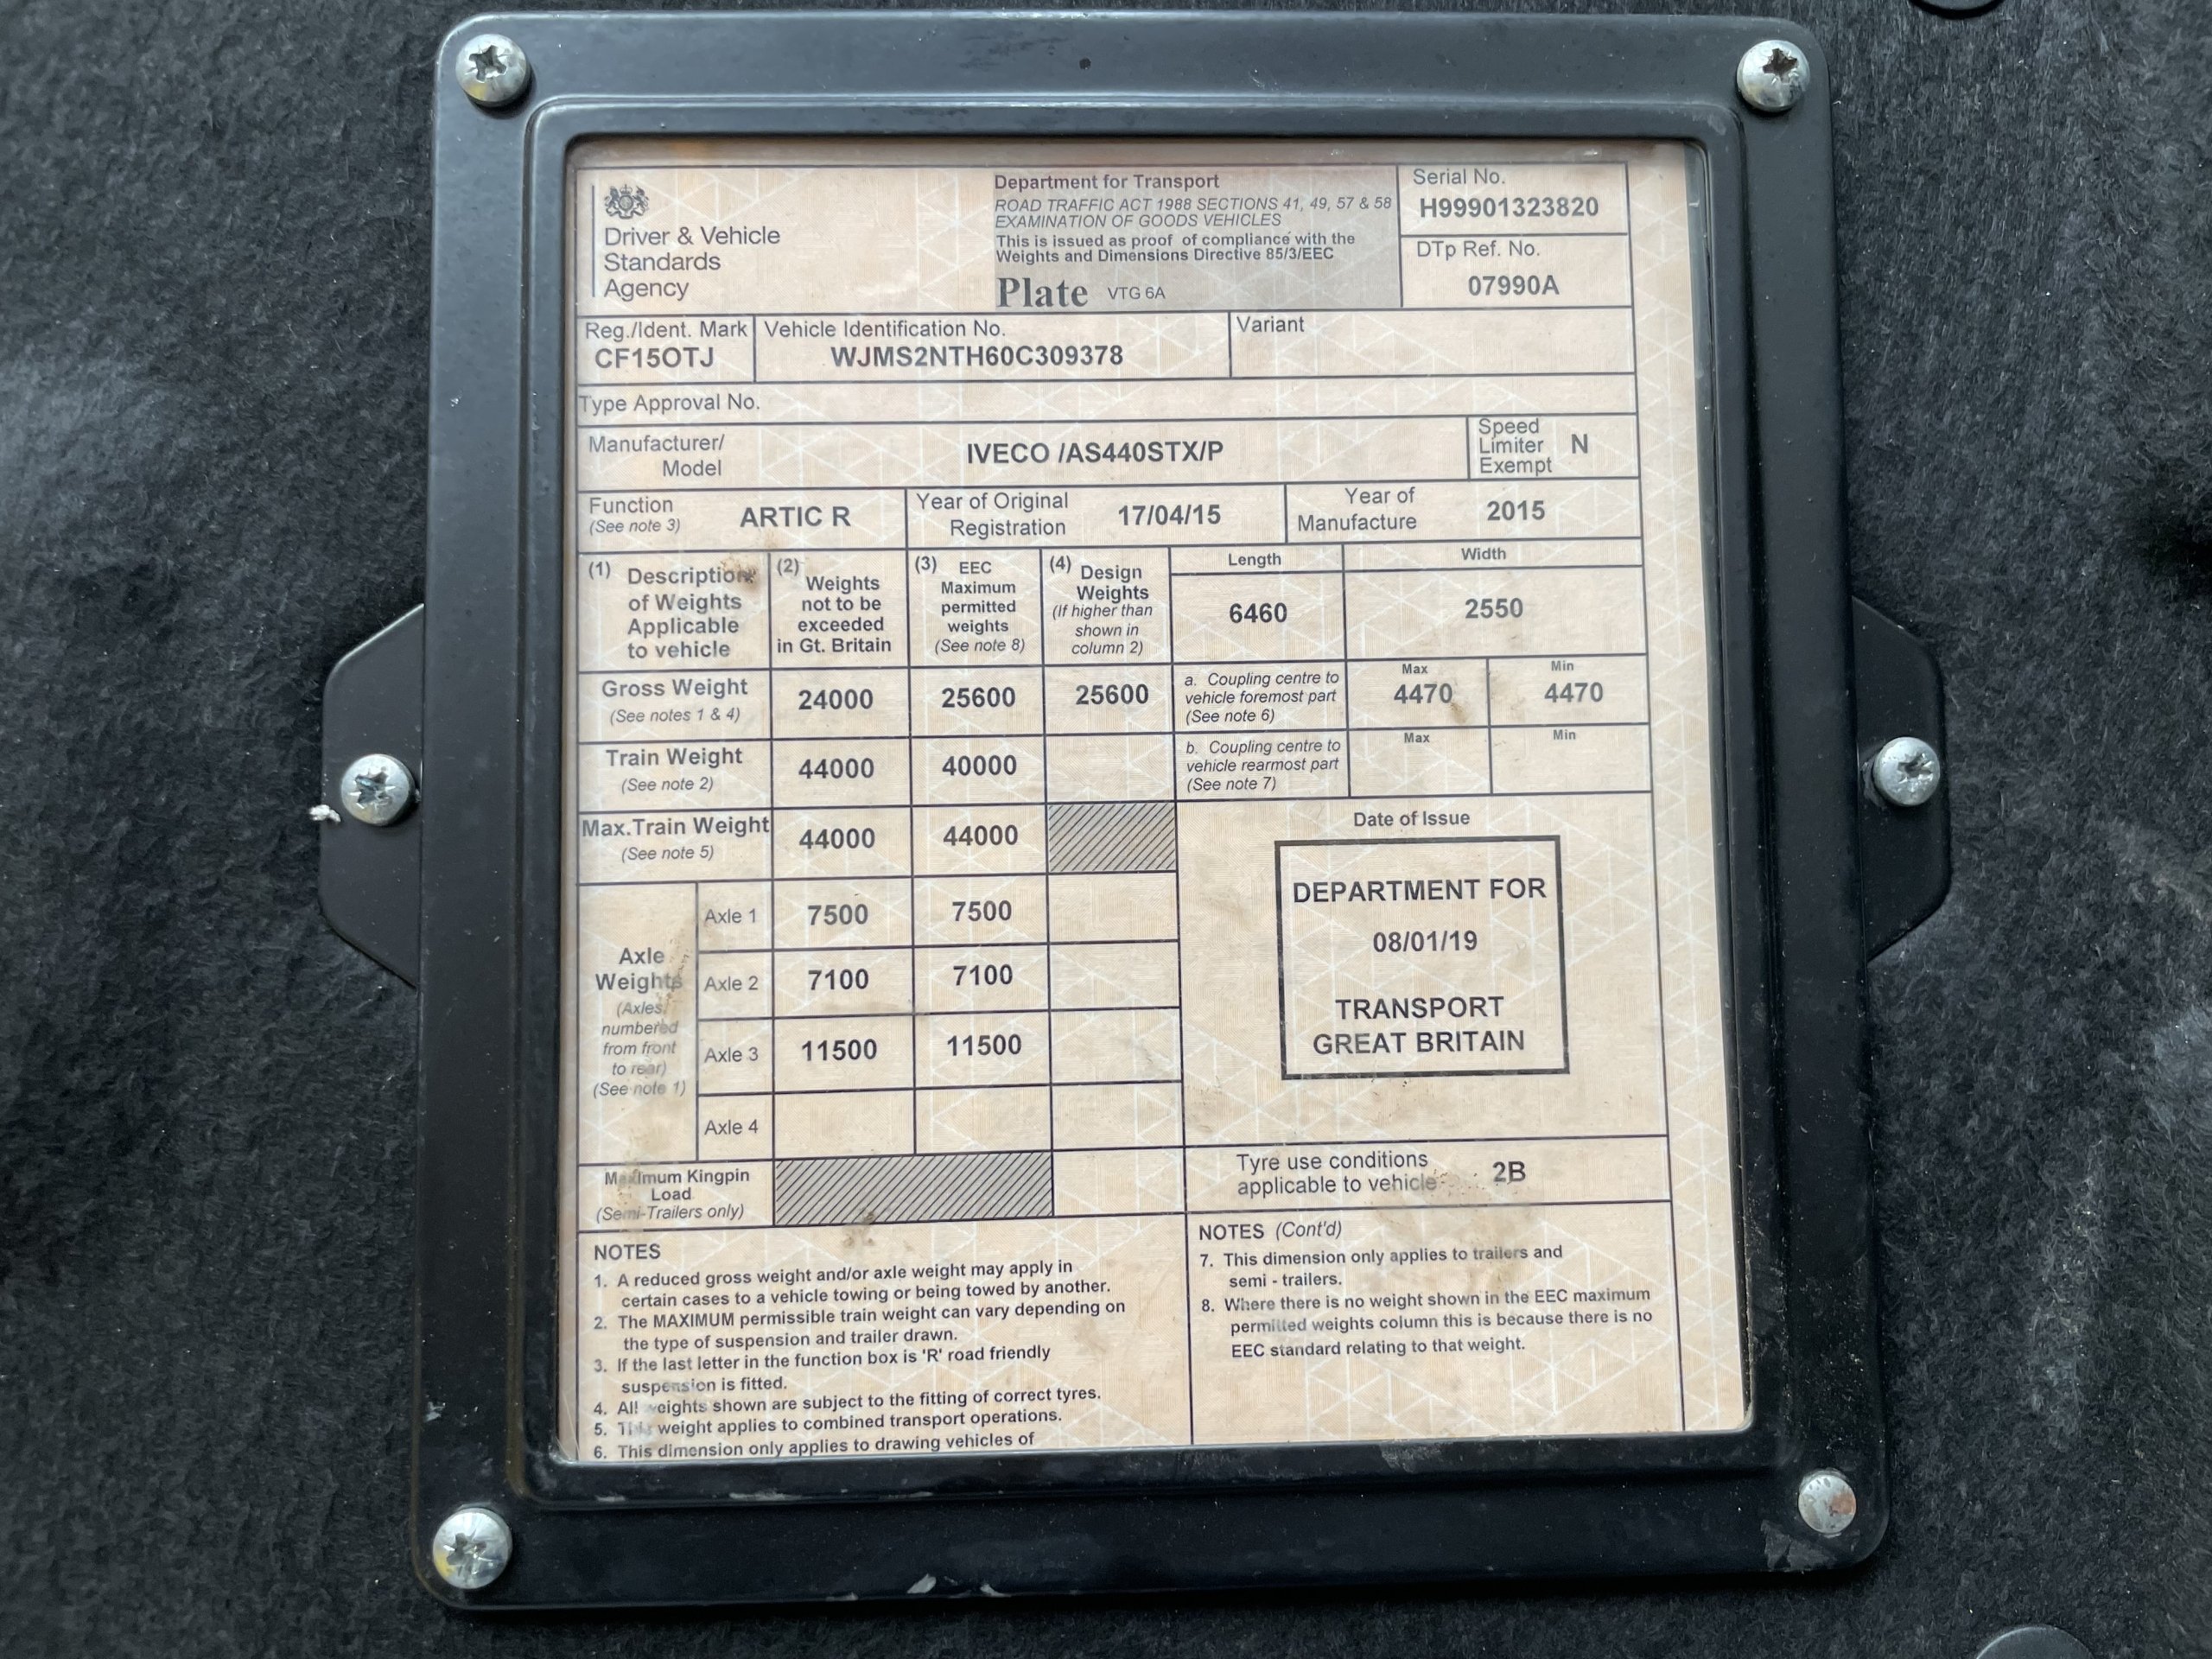 Driver & Vehicle
Standards
Agency
Department for Transport
ROAD TRAFFIC ACT 1988 SECTIONS 41, 49, 57 & 58
EXAMINATION OF GOODS VEHICLES
This is issued as proof of compliance with the
Weights and Dimensions Directive 85/3/EEC
Plate VTG 6A
Serial No.
H99901323820
DTp Ref. No.
07990A
Reg./Ident. Mark
CF15OTJ
Vehicle Identification No.
WJMS2NTH60C309378
Variant
Type Approval No.
Manufacturer/
Model
IVECO /AS440STX/P
Speed
Limiter
Exempt
N
Function
(See note 3)
ARTIC R
Year of Original
Registration
17/04/15
Year of
Manufacture
2015
(1) Description
of Weights
Applicable
to vehicle
(2) Weights
not to be
exceeded
in Gt. Britain
(3) EEC
Maximum
permitted
weights
(See note 8)
(4) Design
Weights
(If higher than
shown in
column 2)
Length
6460
Width
2550
Gross Weight
(See notes 1 & 4)
24000
25600
25600
a. Coupling centre to
vehicle foremost part
(See note 6)
Max
4470
Min
4470
Train Weight
(See note 2)
44000
40000
b. Coupling centre to
vehicle rearmost part
(See note 7)
Max
Min
Max.Train Weight
(See note 5)
44000
44000
Date of Issue
DEPARTMENT FOR
08/01/19
TRANSPORT
GREAT BRITAIN
Axle
Weights
(Axles
numbered
from front
to rear)
(See note 1)
Axle 1
7500
7500
Axle 2
7100
7100
Axle 3
11500
11500
Axle 4
Maximum Kingpin
Load
(Semi-Trailers only)
Tyre use conditions
applicable to vehicle
2B
NOTES
1. A reduced gross weight and/or axle weight may apply in
certain cases to a vehicle towing or being towed by another.
2. The MAXIMUM permissible train weight can vary depending on
the type of suspension and trailer drawn.
3. If the last letter in the function box is 'R' road friendly
suspension is fitted.
4. All weights shown are subject to the fitting of correct tyres.
5. This weight applies to combined transport operations.
6. This dimension only applies to drawing vehicles of
NOTES (Cont'd)
7. This dimension only applies to trailers and
semi - trailers.
8. Where there is no weight shown in the EEC maximum
permitted weights column this is because there is no
EEC standard relating to that weight.